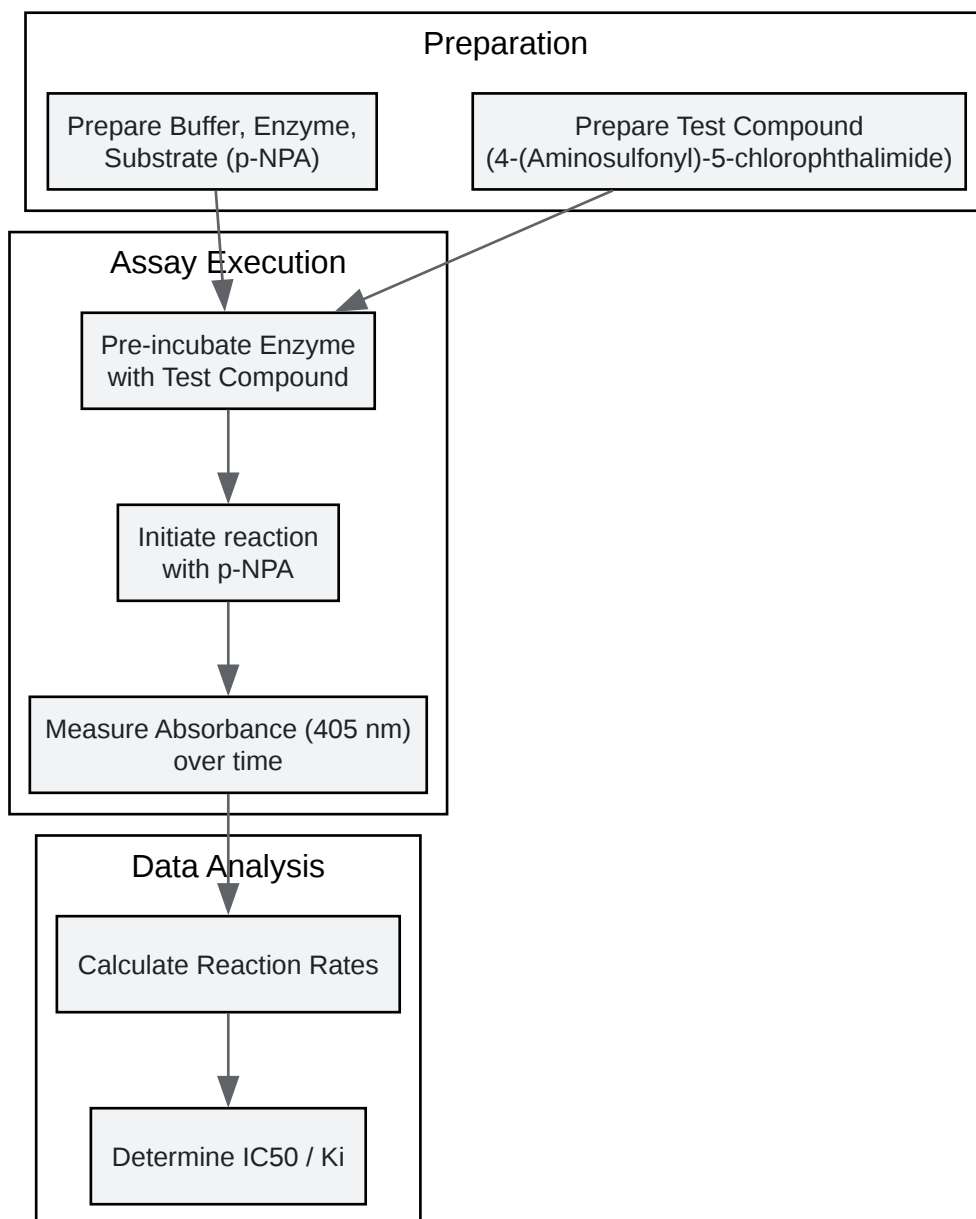 Preparation
Prepare Buffer, Enzyme,
Substrate (p-NPA)
Prepare Test Compound
(4-(Aminosulfonyl)-5-chlorophthalimide)
Assay Execution
Pre-incubate Enzyme
with Test Compound
Initiate reaction
with p-NPA
Measure Absorbance (405 nm)
over time
Data Analysis
Calculate Reaction Rates
Determine IC50 / Ki